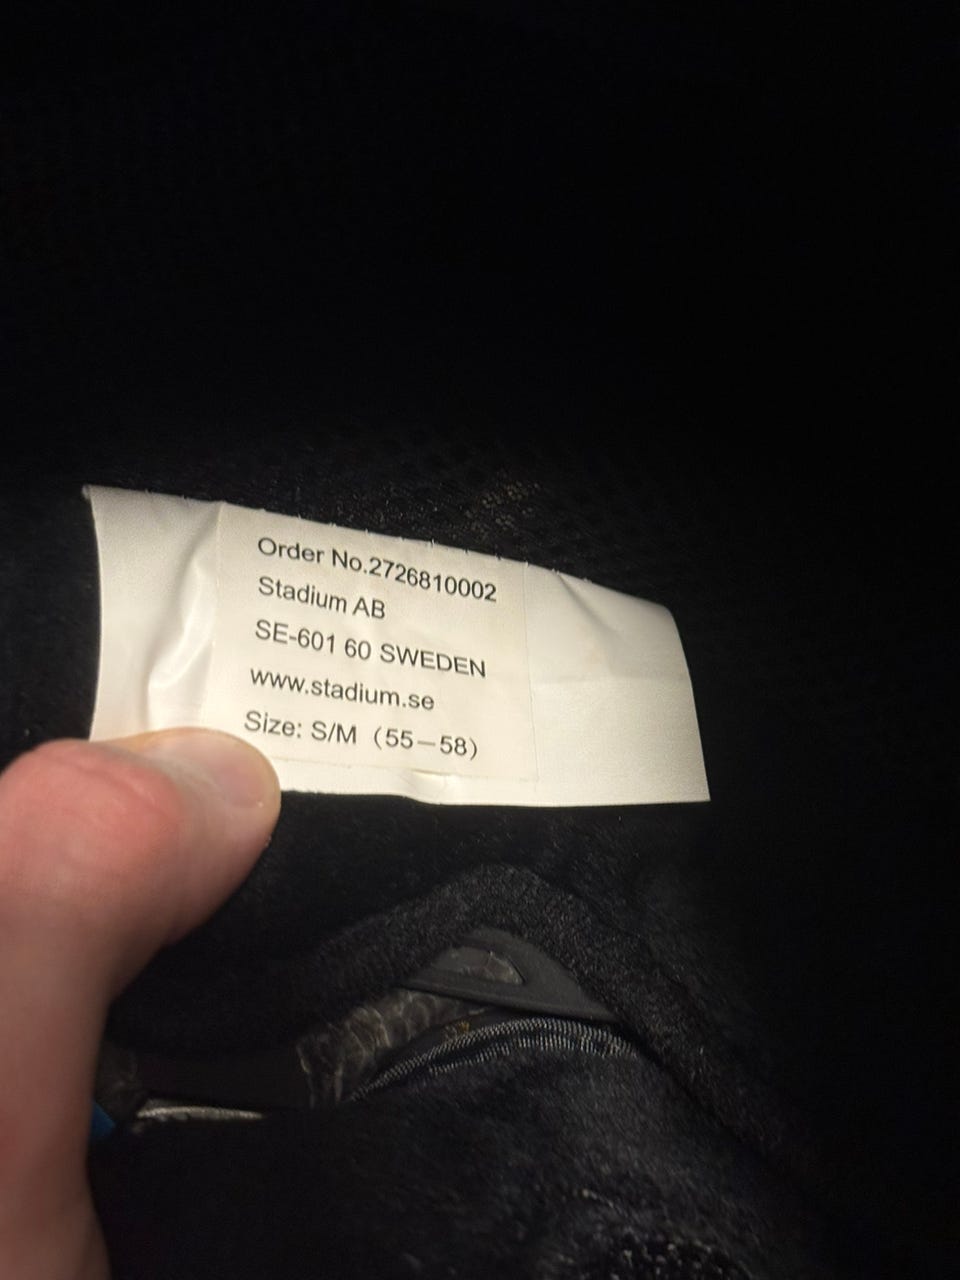 Order No.2726810002
Stadium AB
SE-601 60 SWEDEN
www.stadium.se
Size: S/M (55－58)